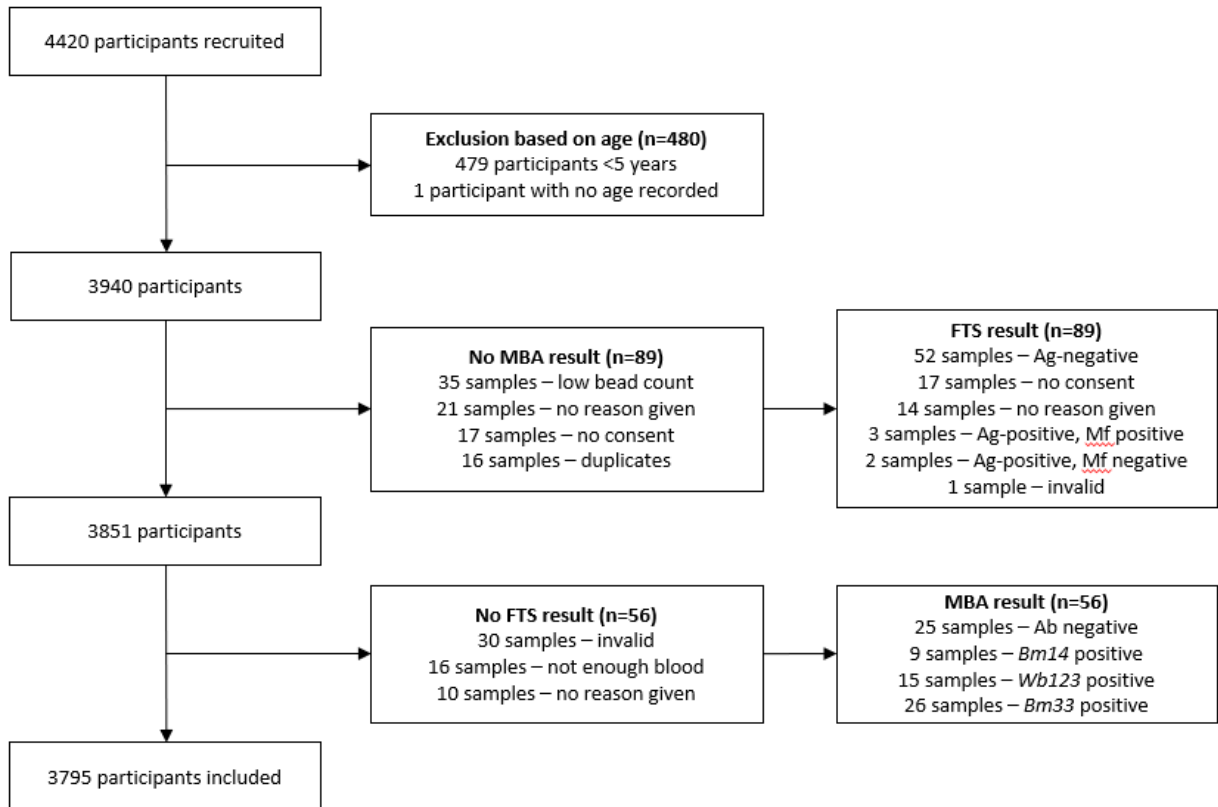 4420 participants recruited
Exclusion based on age (n=480)
479 participants <5 years
1 participant with no age recorded
3940 participants
No MBA result (n=89)
35 samples – low bead count
21 samples – no reason given
17 samples – no consent
16 samples – duplicates
FTS result (n=89)
52 samples – Ag-negative
17 samples – no consent
14 samples – no reason given
3 samples – Ag-positive, Mf positive
2 samples – Ag-positive, Mf negative
1 sample – invalid
3851 participants
No FTS result (n=56)
30 samples – invalid
16 samples – not enough blood
10 samples – no reason given
MBA result (n=56)
25 samples – Ab negative
9 samples – Bm14 positive
15 samples – Wb123 positive
26 samples – Bm33 positive
3795 participants included